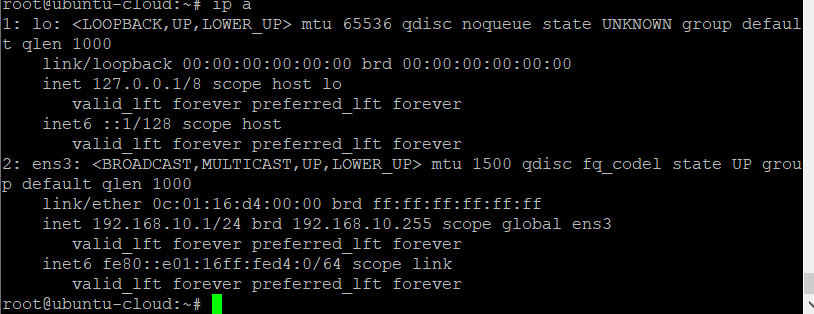 root@ubuntu-cloud:~# ip a
1: lo: <LOOPBACK,UP,LOWER_UP> mtu 65536 qdisc noqueue state UNKNOWN group defaul
t qlen 1000
    link/loopback 00:00:00:00:00:00 brd 00:00:00:00:00:00
    inet 127.0.0.1/8 scope host lo
       valid_lft forever preferred_lft forever
    inet6 ::1/128 scope host
       valid_lft forever preferred_lft forever
2: ens3: <BROADCAST,MULTICAST,UP,LOWER_UP> mtu 1500 qdisc fq_codel state UP grou
p default qlen 1000
    link/ether 0c:01:16:d4:00:00 brd ff:ff:ff:ff:ff:ff
    inet 192.168.10.1/24 brd 192.168.10.255 scope global ens3
       valid_lft forever preferred_lft forever
    inet6 fe80::e01:16ff:fed4:0/64 scope link
       valid_lft forever preferred_lft forever
root@ubuntu-cloud:~#